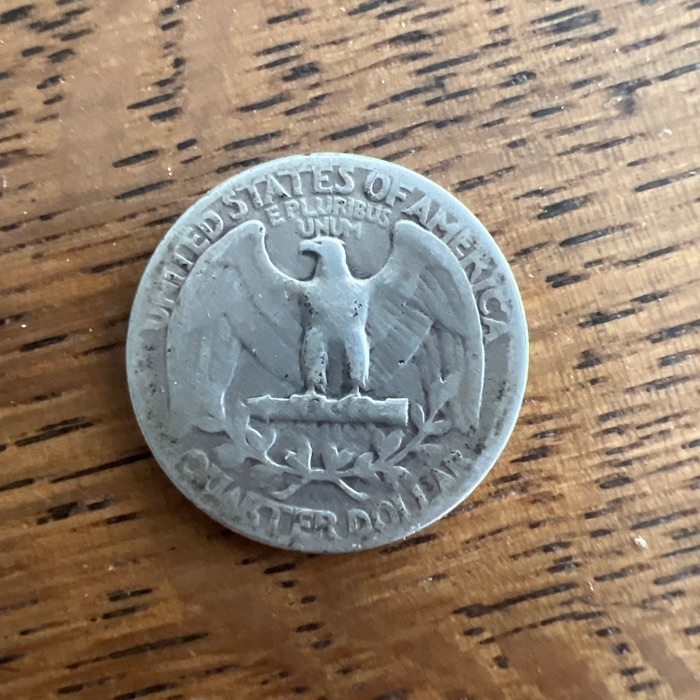 UNITED STATES OF AMERICA
E PLURIBUS
UNUM
QUARTER DOLLAR